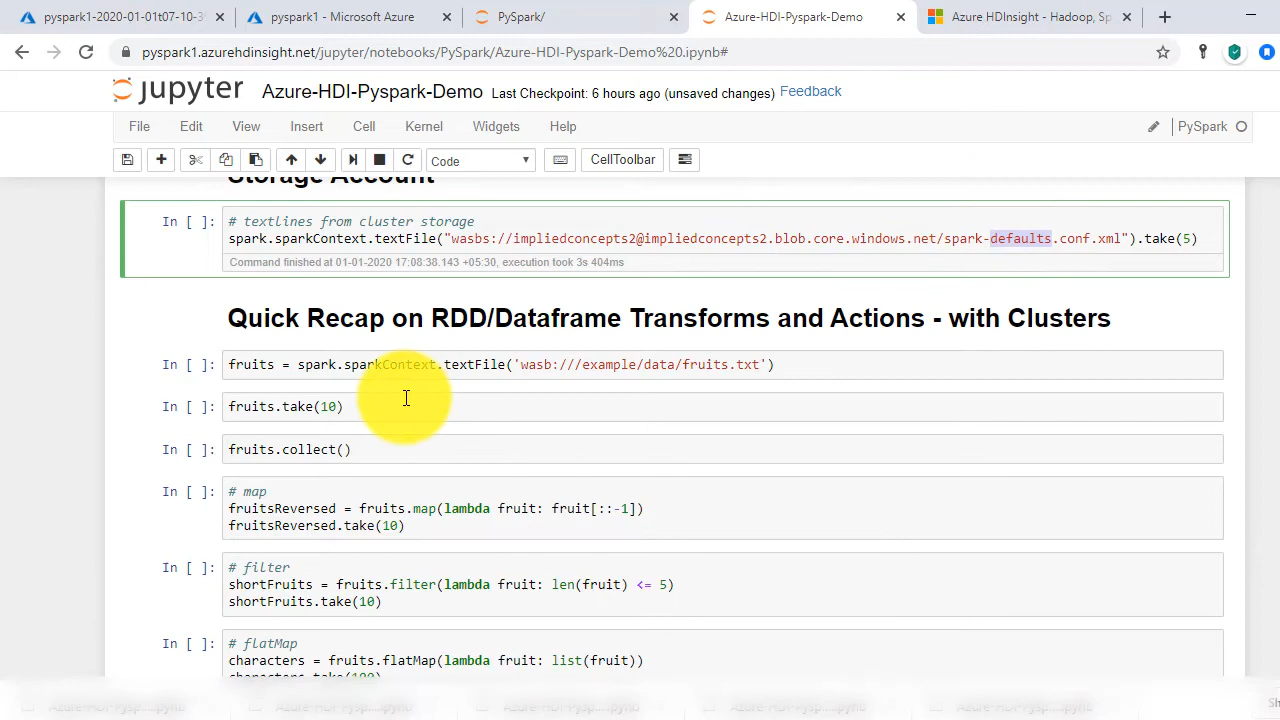 pyspark1-2020-01-01t07-10-3
pyspark1 - Microsoft Azure
PySpark/
Azure-HDI-Pyspark-Demo
Azure HDInsight - Hadoop, Sp
pyspark1.azurehdinsight.net/jupyter/notebooks/PySpark/Azure-HDI-Pyspark-Demo%20.ipynb#
jupyter Azure-HDI-Pyspark-Demo Last Checkpoint: 6 hours ago (unsaved changes) Feedback
File Edit View Insert Cell Kernel Widgets Help PySpark
Code CellToolbar
Storage Account
In [ ]: # textlines from cluster storage
spark.sparkcontext.textFile("wasbs://impliedconcepts2@impliedconcepts2.blob.core.windows.net/spark-defaults.conf.xml").take(5)
Command finished at 01-01-2020 17:08:38.143 +05:30, execution took 3s 404ms
Quick Recap on RDD/Dataframe Transforms and Actions - with Clusters
In [ ]: fruits = spark.sparkContext.textFile('wasb:///example/data/fruits.txt')
In [ ]: fruits.take(10)
In [ ]: fruits.collect()
In [ ]: # map
fruitsReversed = fruits.map(lambda fruit: fruit[::-1])
fruitsReversed.take(10)
In [ ]: # filter
shortFruits = fruits.filter(lambda fruit: len(fruit) <= 5)
shortFruits.take(10)
In [ ]: # flatMap
characters = fruits.flatMap(lambda fruit: list(fruit))